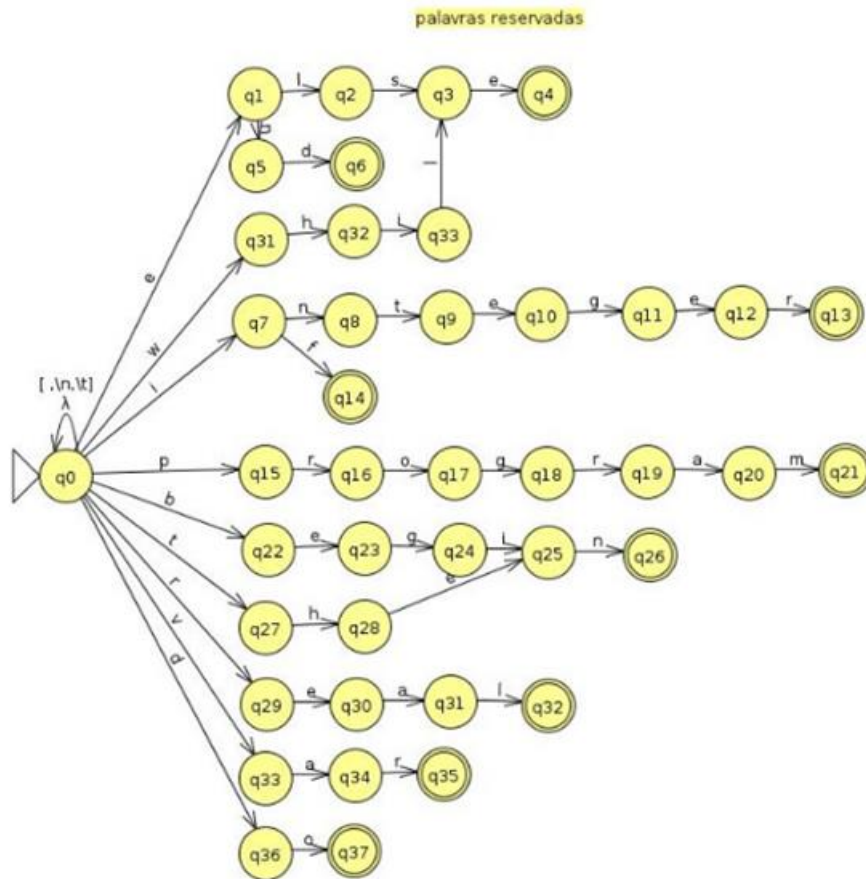 palavras reservadas
q1 l q2 s q3 e q4
n
q5 d q6
l
q31 h q32 i q33
e
w
q7 n q8 t q9 e q10 g q11 e q12 r q13
i
f
q14
[ ,\n,\t]
λ
q0
p q15 r q16 o q17 g q18 r q19 a q20 m q21
b q22 e q23 g q24 i q25 n q26
t
e
q27 h q28
r
v
d
q29 e q30 a q31 l q32
q33 a q34 r q35
q36 o q37